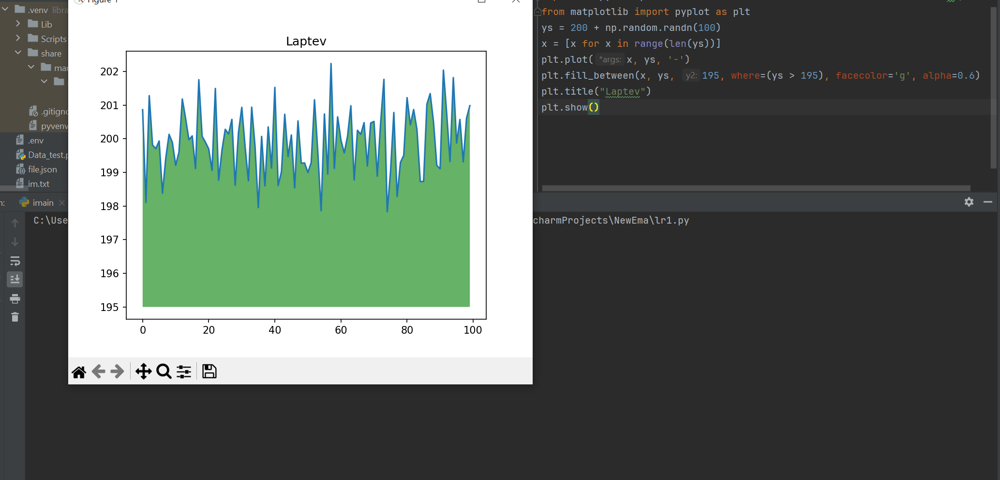 .venv libra
Lib
Scripts
share
mar
.gitigno
pyvenv
.env
Data_test.p
file.json
im.txt
Figure 1
Laptev
202
201
200
199
198
197
196
195
0 20 40 60 80 100
from matplotlib import pyplot as plt
ys = 200 + np.random.randn(100)
x = [x for x in range(len(ys))]
plt.plot( *args: x, ys, '-')
plt.fill_between(x, ys, y2: 195, where=(ys > 195), facecolor='g', alpha=0.6)
plt.title("Laptev")
plt.show()
n: imain
C:\Use
charmProjects\NewEma\lr1.py